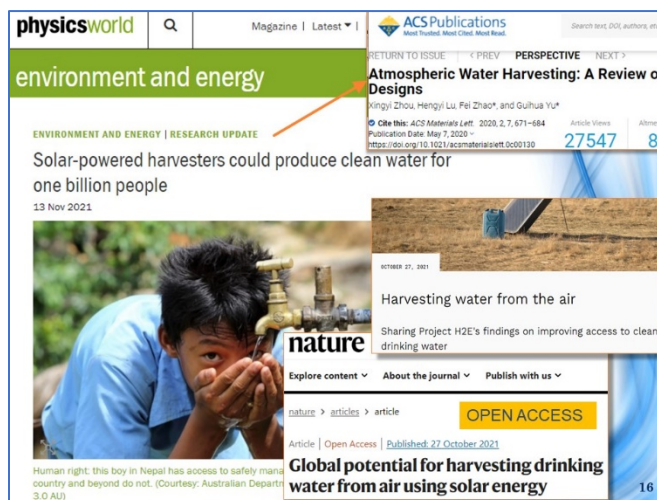 physicsworld
Magazine | Latest
environment and energy
ENVIRONMENT AND ENERGY | RESEARCH UPDATE
Solar-powered harvesters could produce clean water for
one billion people
13 Nov 2021
Human right: this boy in Nepal has access to safely mana
country and beyond do not. (Courtesy: Australian Departm
3.0 AU)
ACS Publications
Most Trusted. Most Cited. Most Read.
Search text, DOI, authors, etc
RETURN TO ISSUE < PREV PERSPECTIVE NEXT >
Atmospheric Water Harvesting: A Review o
Designs
Xingyi Zhou, Hengyi Lu, Fei Zhao*, and Guihua Yu*
Cite this: ACS Materials Lett. 2020, 2, 7, 671–684
Publication Date: May 7, 2020
https://doi.org/10.1021/acsmaterialslett.0c00130
Article Views
27547
Altme
8
OCTOBER 27, 2021
Harvesting water from the air
Sharing Project H2E's findings on improving access to clean
drinking water
nature
Explore content About the journal Publish with us
nature > articles > article
OPEN ACCESS
Article | Open Access | Published: 27 October 2021
Global potential for harvesting drinking
water from air using solar energy
16